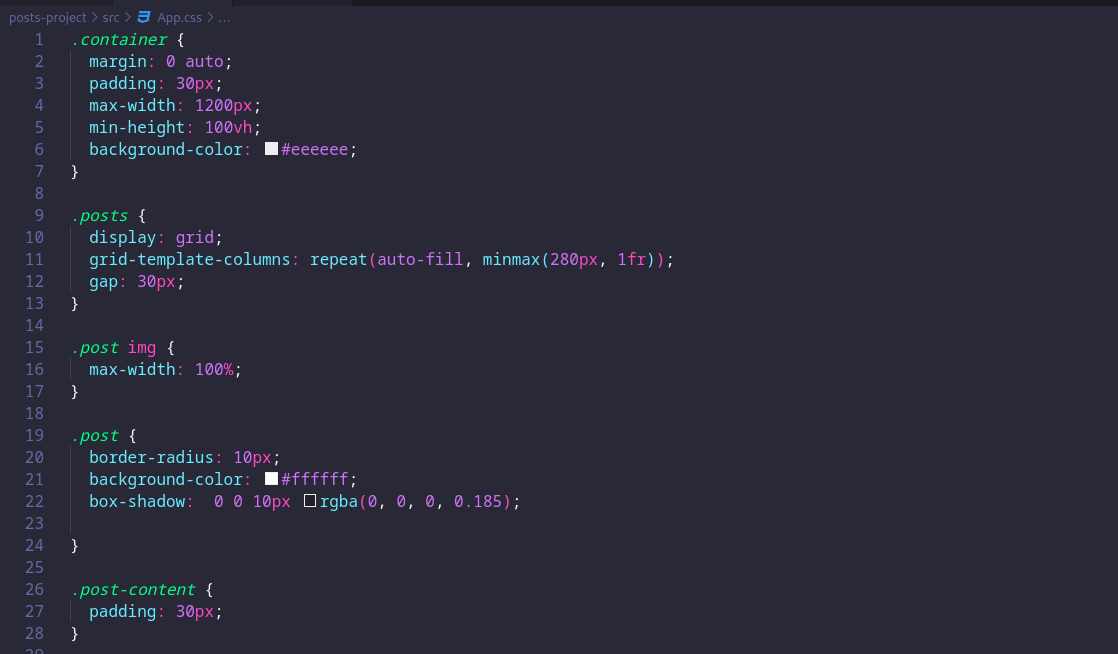 posts-project > src > App.css > ...
1 .container {
2 margin: 0 auto;
3 padding: 30px;
4 max-width: 1200px;
5 min-height: 100vh;
6 background-color: #eeeeee;
7 }
8
9 .posts {
10 display: grid;
11 grid-template-columns: repeat(auto-fill, minmax(280px, 1fr));
12 gap: 30px;
13 }
14
15 .post img {
16 max-width: 100%;
17 }
18
19 .post {
20 border-radius: 10px;
21 background-color: #ffffff;
22 box-shadow:  0 0 10px rgba(0, 0, 0, 0.185);
23
24 }
25
26 .post-content {
27 padding: 30px;
28 }